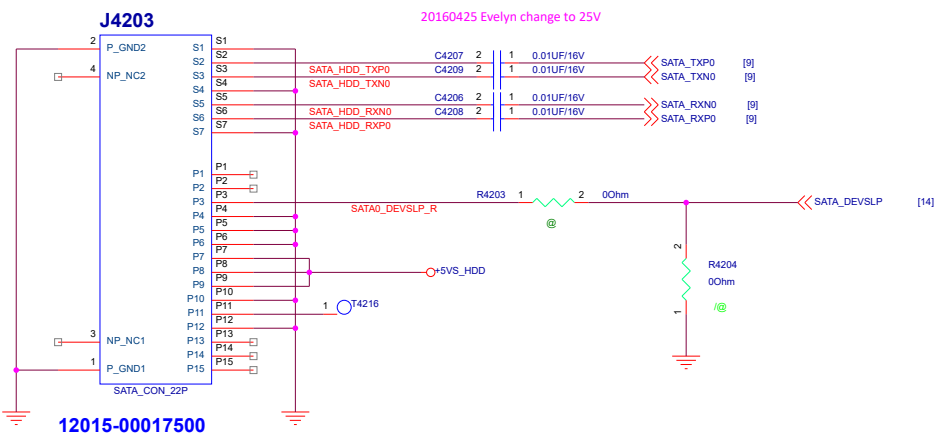 J4203
20160425 Evelyn change to 25V
2 P_GND2
4 NP_NC2
3 NP_NC1
1 P_GND1
S1 S1
S2 S2
S3 S3
S4 S4
S5 S5
S6 S6
S7 S7
SATA_HDD_TXP0
SATA_HDD_TXN0
SATA_HDD_RXN0
SATA_HDD_RXP0
C4207 2 1 0.01UF/16V SATA_TXP0 [9]
C4209 2 1 0.01UF/16V SATA_TXN0 [9]
C4206 2 1 0.01UF/16V SATA_RXN0 [9]
C4208 2 1 0.01UF/16V SATA_RXP0 [9]
P1 P1
P2 P2
P3 P3
P4 P4
P5 P5
P6 P6
P7 P7
P8 P8
P9 P9
P10 P10
P11 P11
P12 P12
P13 P13
P14 P14
P15 P15
SATA0_DEVSLP_R
R4203 1 2 0Ohm
@
SATA_DEVSLP [14]
2
R4204
0Ohm
/@
1
+5VS_HDD
1 T4216
SATA_CON_22P
12015-00017500